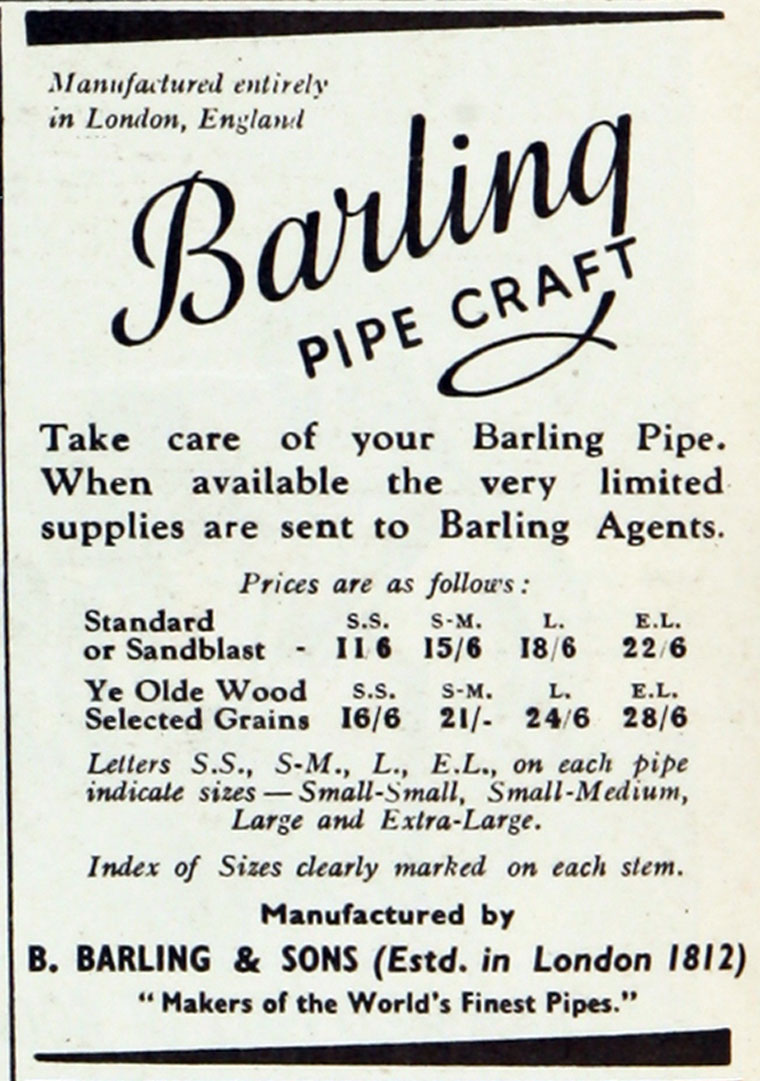 Manufactured entirely
in London, England
Barling
PIPE CRAFT
Take care of your Barling Pipe.
When available the very limited
supplies are sent to Barling Agents.
Prices are as follows:
Standard S.S. S-M. L. E.L.
or Sandblast - 11/6 15/6 18/6 22/6
Ye Olde Wood S.S. S-M. L. E.L.
Selected Grains 16/6 21/- 24/6 28/6
Letters S.S., S-M., L., E.L., on each pipe
indicate sizes — Small-Small, Small-Medium,
Large and Extra-Large.
Index of Sizes clearly marked on each stem.
Manufactured by
B. BARLING & SONS (Estd. in London 1812)
"Makers of the World's Finest Pipes."